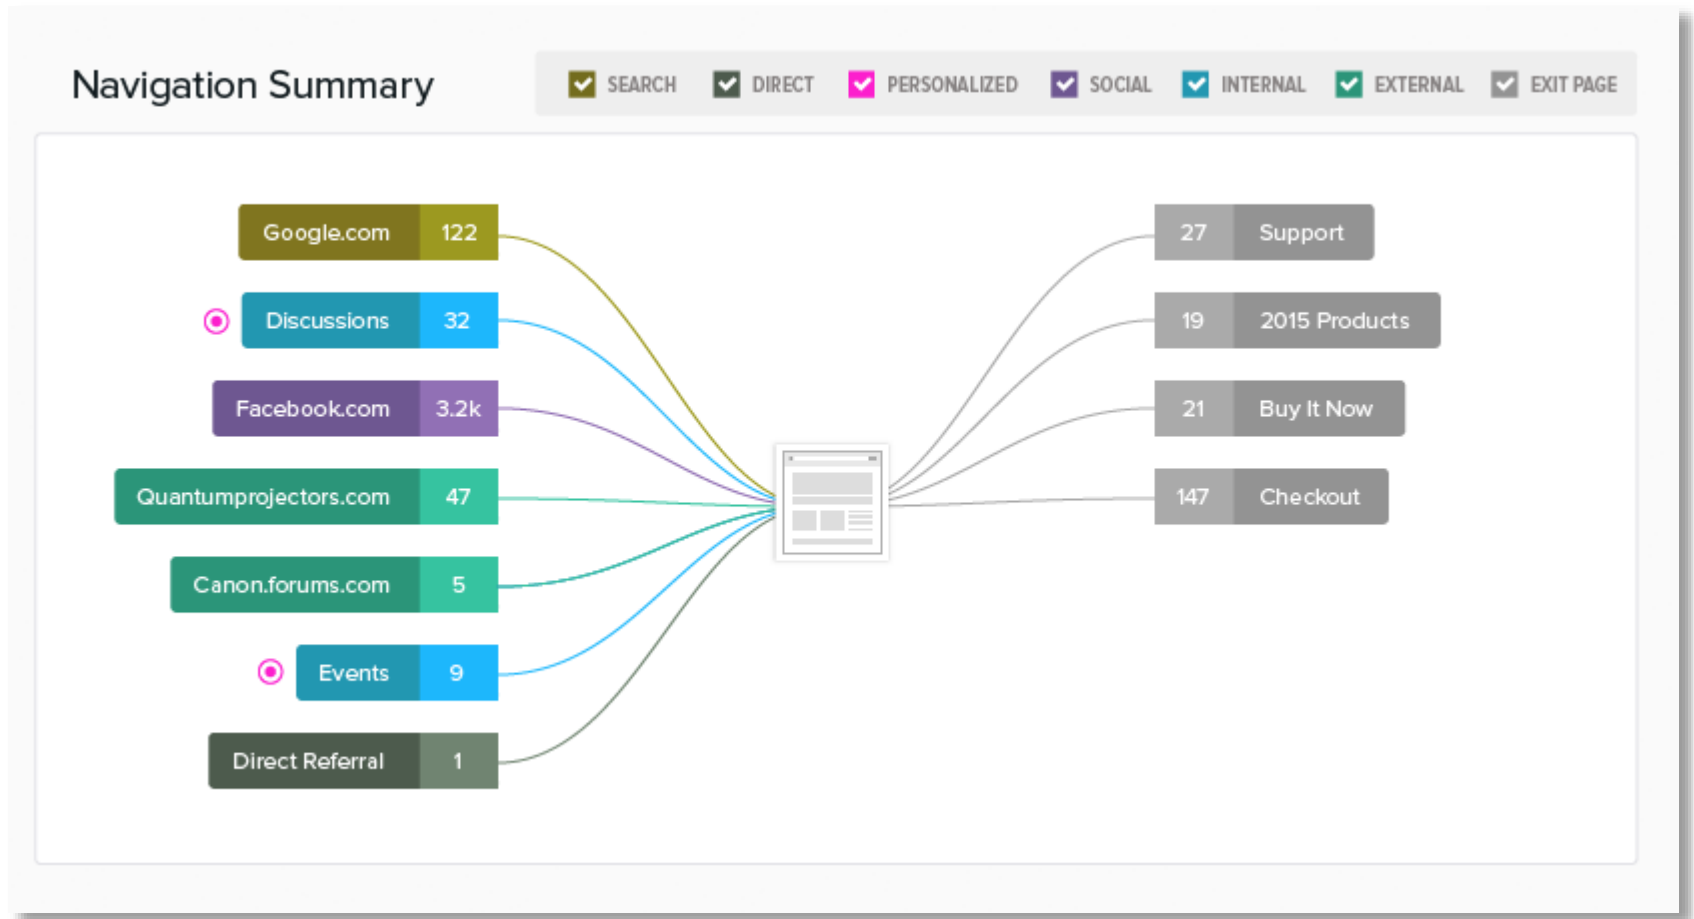 Navigation Summary
SEARCH
DIRECT
PERSONALIZED
SOCIAL
INTERNAL
EXTERNAL
EXIT PAGE
Google.com 122
Discussions 32
Facebook.com 3.2k
Quantumprojectors.com 47
Canon.forums.com 5
Events 9
Direct Referral 1
27 Support
19 2015 Products
21 Buy It Now
147 Checkout